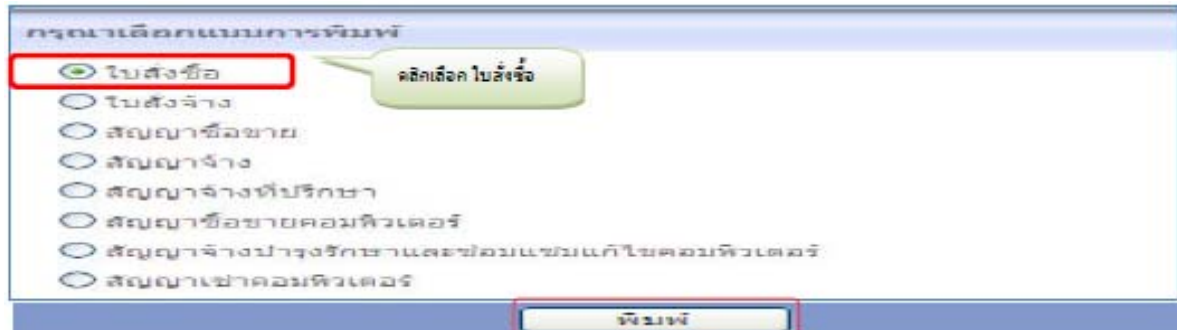 กรุณาเลือกแบบการพิมพ์
ใบสั่งซื้อ
คลิกเลือก ใบสั่งซื้อ
ใบสั่งจ้าง
สัญญาซื้อขาย
สัญญาจ้าง
สัญญาจ้างที่ปรึกษา
สัญญาซื้อขายคอมพิวเตอร์
สัญญาจ้างบำรุงรักษาและซ่อมแซมแก้ไขคอมพิวเตอร์
สัญญาเช่าคอมพิวเตอร์
พิมพ์